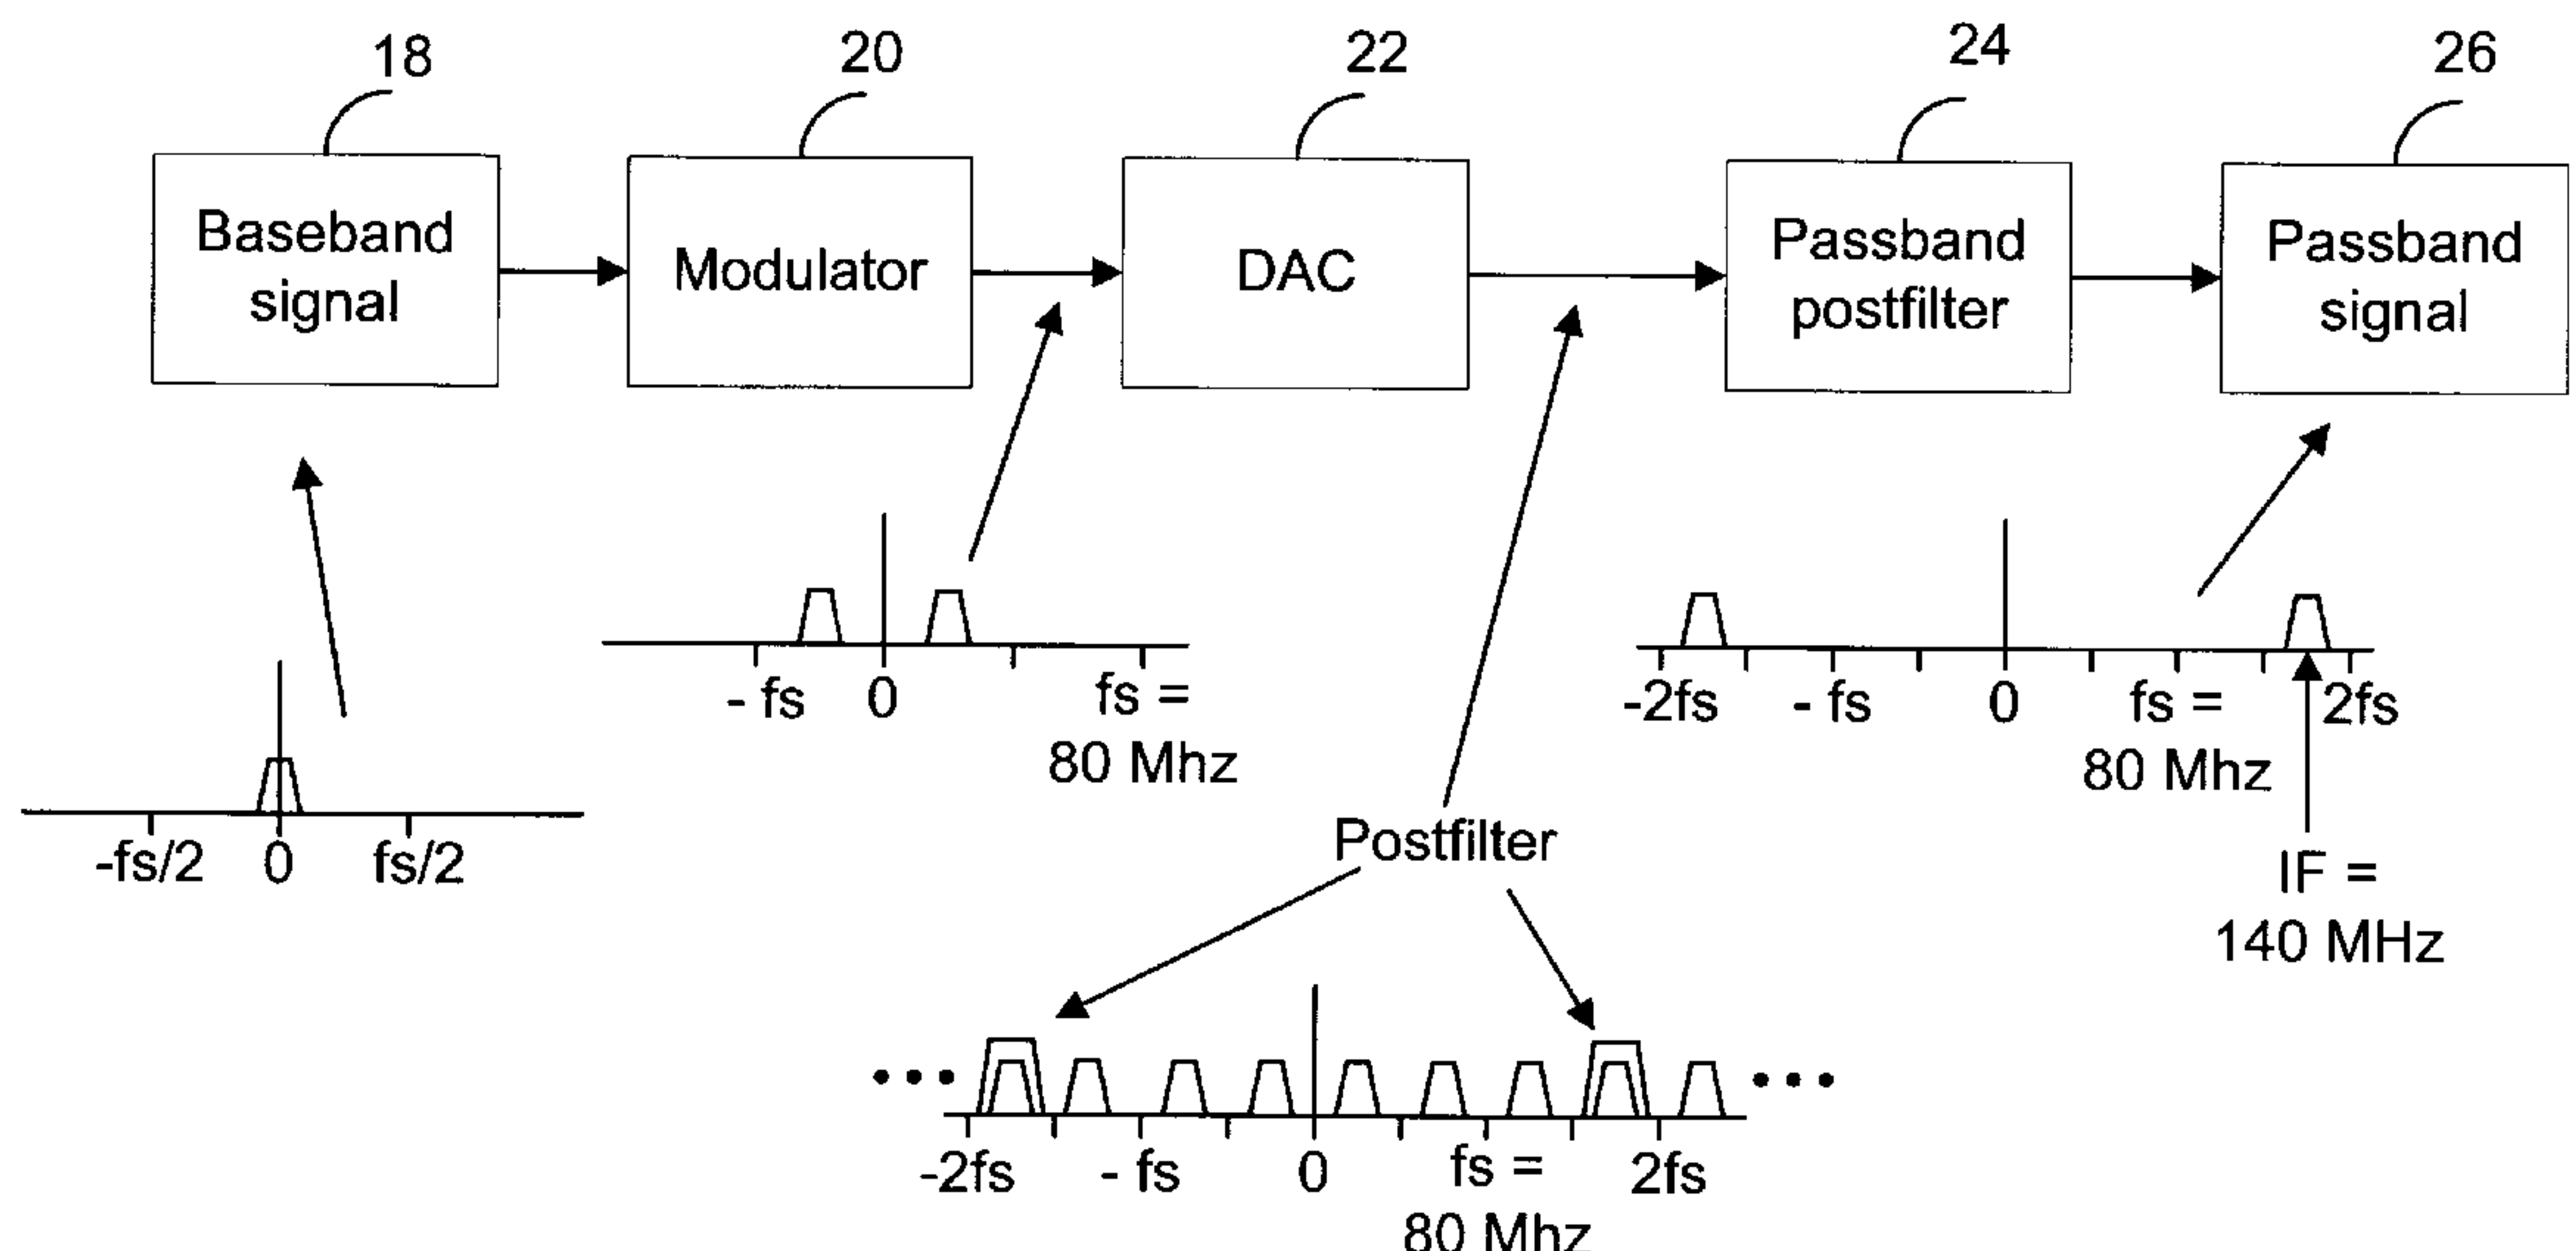 18
20
22
24
26
Baseband
signal
Modulator
DAC
Passband
postfilter
Passband
signal
-fs/2 0 fs/2
- fs 0 fs =
80 Mhz
Postfilter
-2fs - fs 0 fs = 2fs
80 Mhz
IF =
140 MHz
-2fs - fs 0 fs = 2fs
80 Mhz